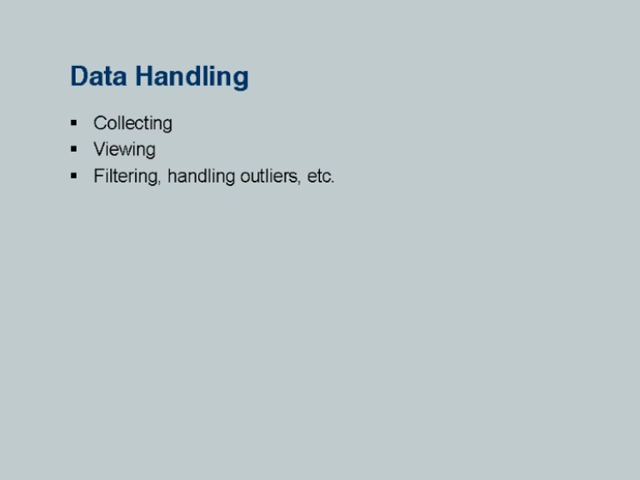 Data Handling
▪ Collecting
▪ Viewing
▪ Filtering, handling outliers, etc.